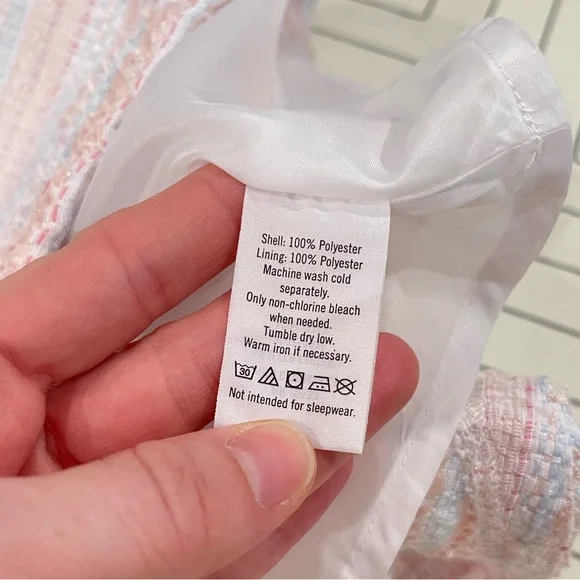 Shell: 100% Polyester
Lining: 100% Polyester
Machine wash cold
separately.
Only non-chlorine bleach
when needed.
Tumble dry low.
Warm iron if necessary.
30
Not intended for sleepwear.